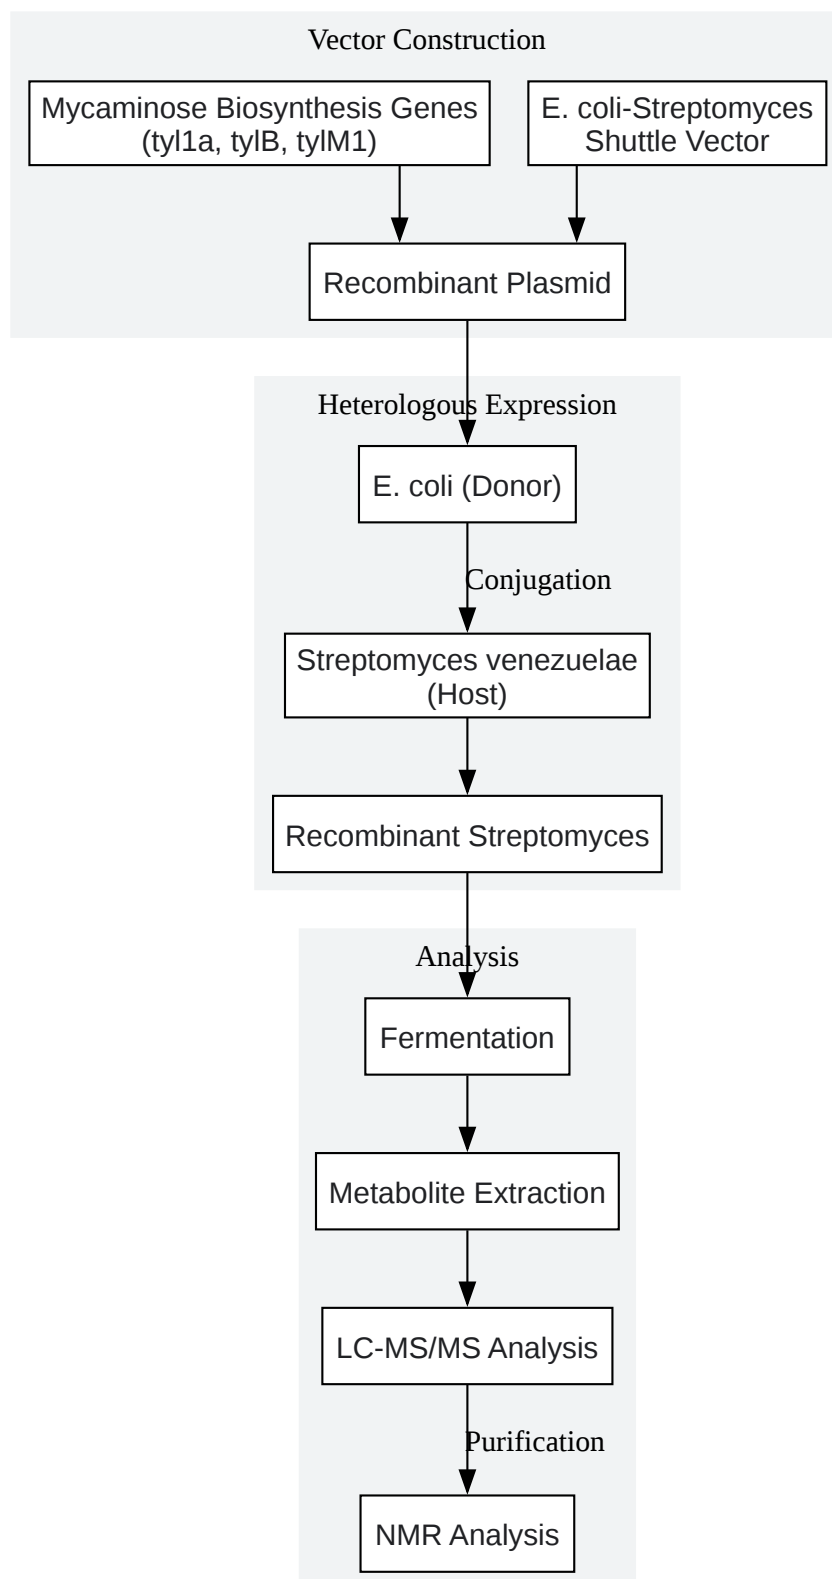 Vector Construction
Mycaminose Biosynthesis Genes
(tyl1a, tylB, tylM1)
E. coli-Streptomyces
Shuttle Vector
Recombinant Plasmid
Heterologous Expression
E. coli (Donor)
Conjugation
Streptomyces venezuelae
(Host)
Recombinant Streptomyces
Analysis
Fermentation
Metabolite Extraction
LC-MS/MS Analysis
Purification
NMR Analysis